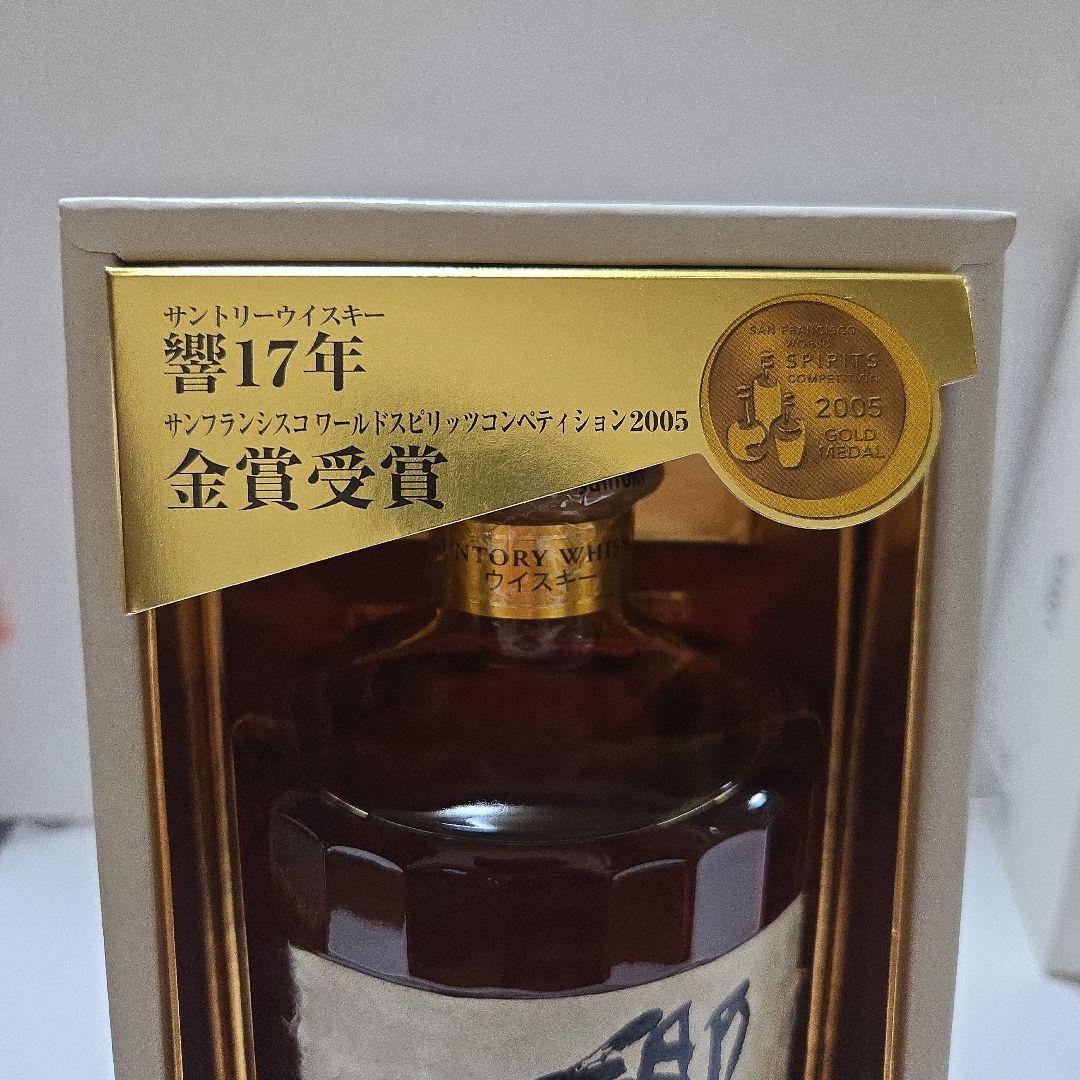 サントリーウイスキー
響17年
サンフランシスコ ワールドスピリッツコンペティション2005
金賞受賞
SAN FRANCISCO
WORLD
SPIRITS
COMPETITION
2005
GOLD
MEDAL
SUNTORY
UNTORY WHIS
ウイスキー